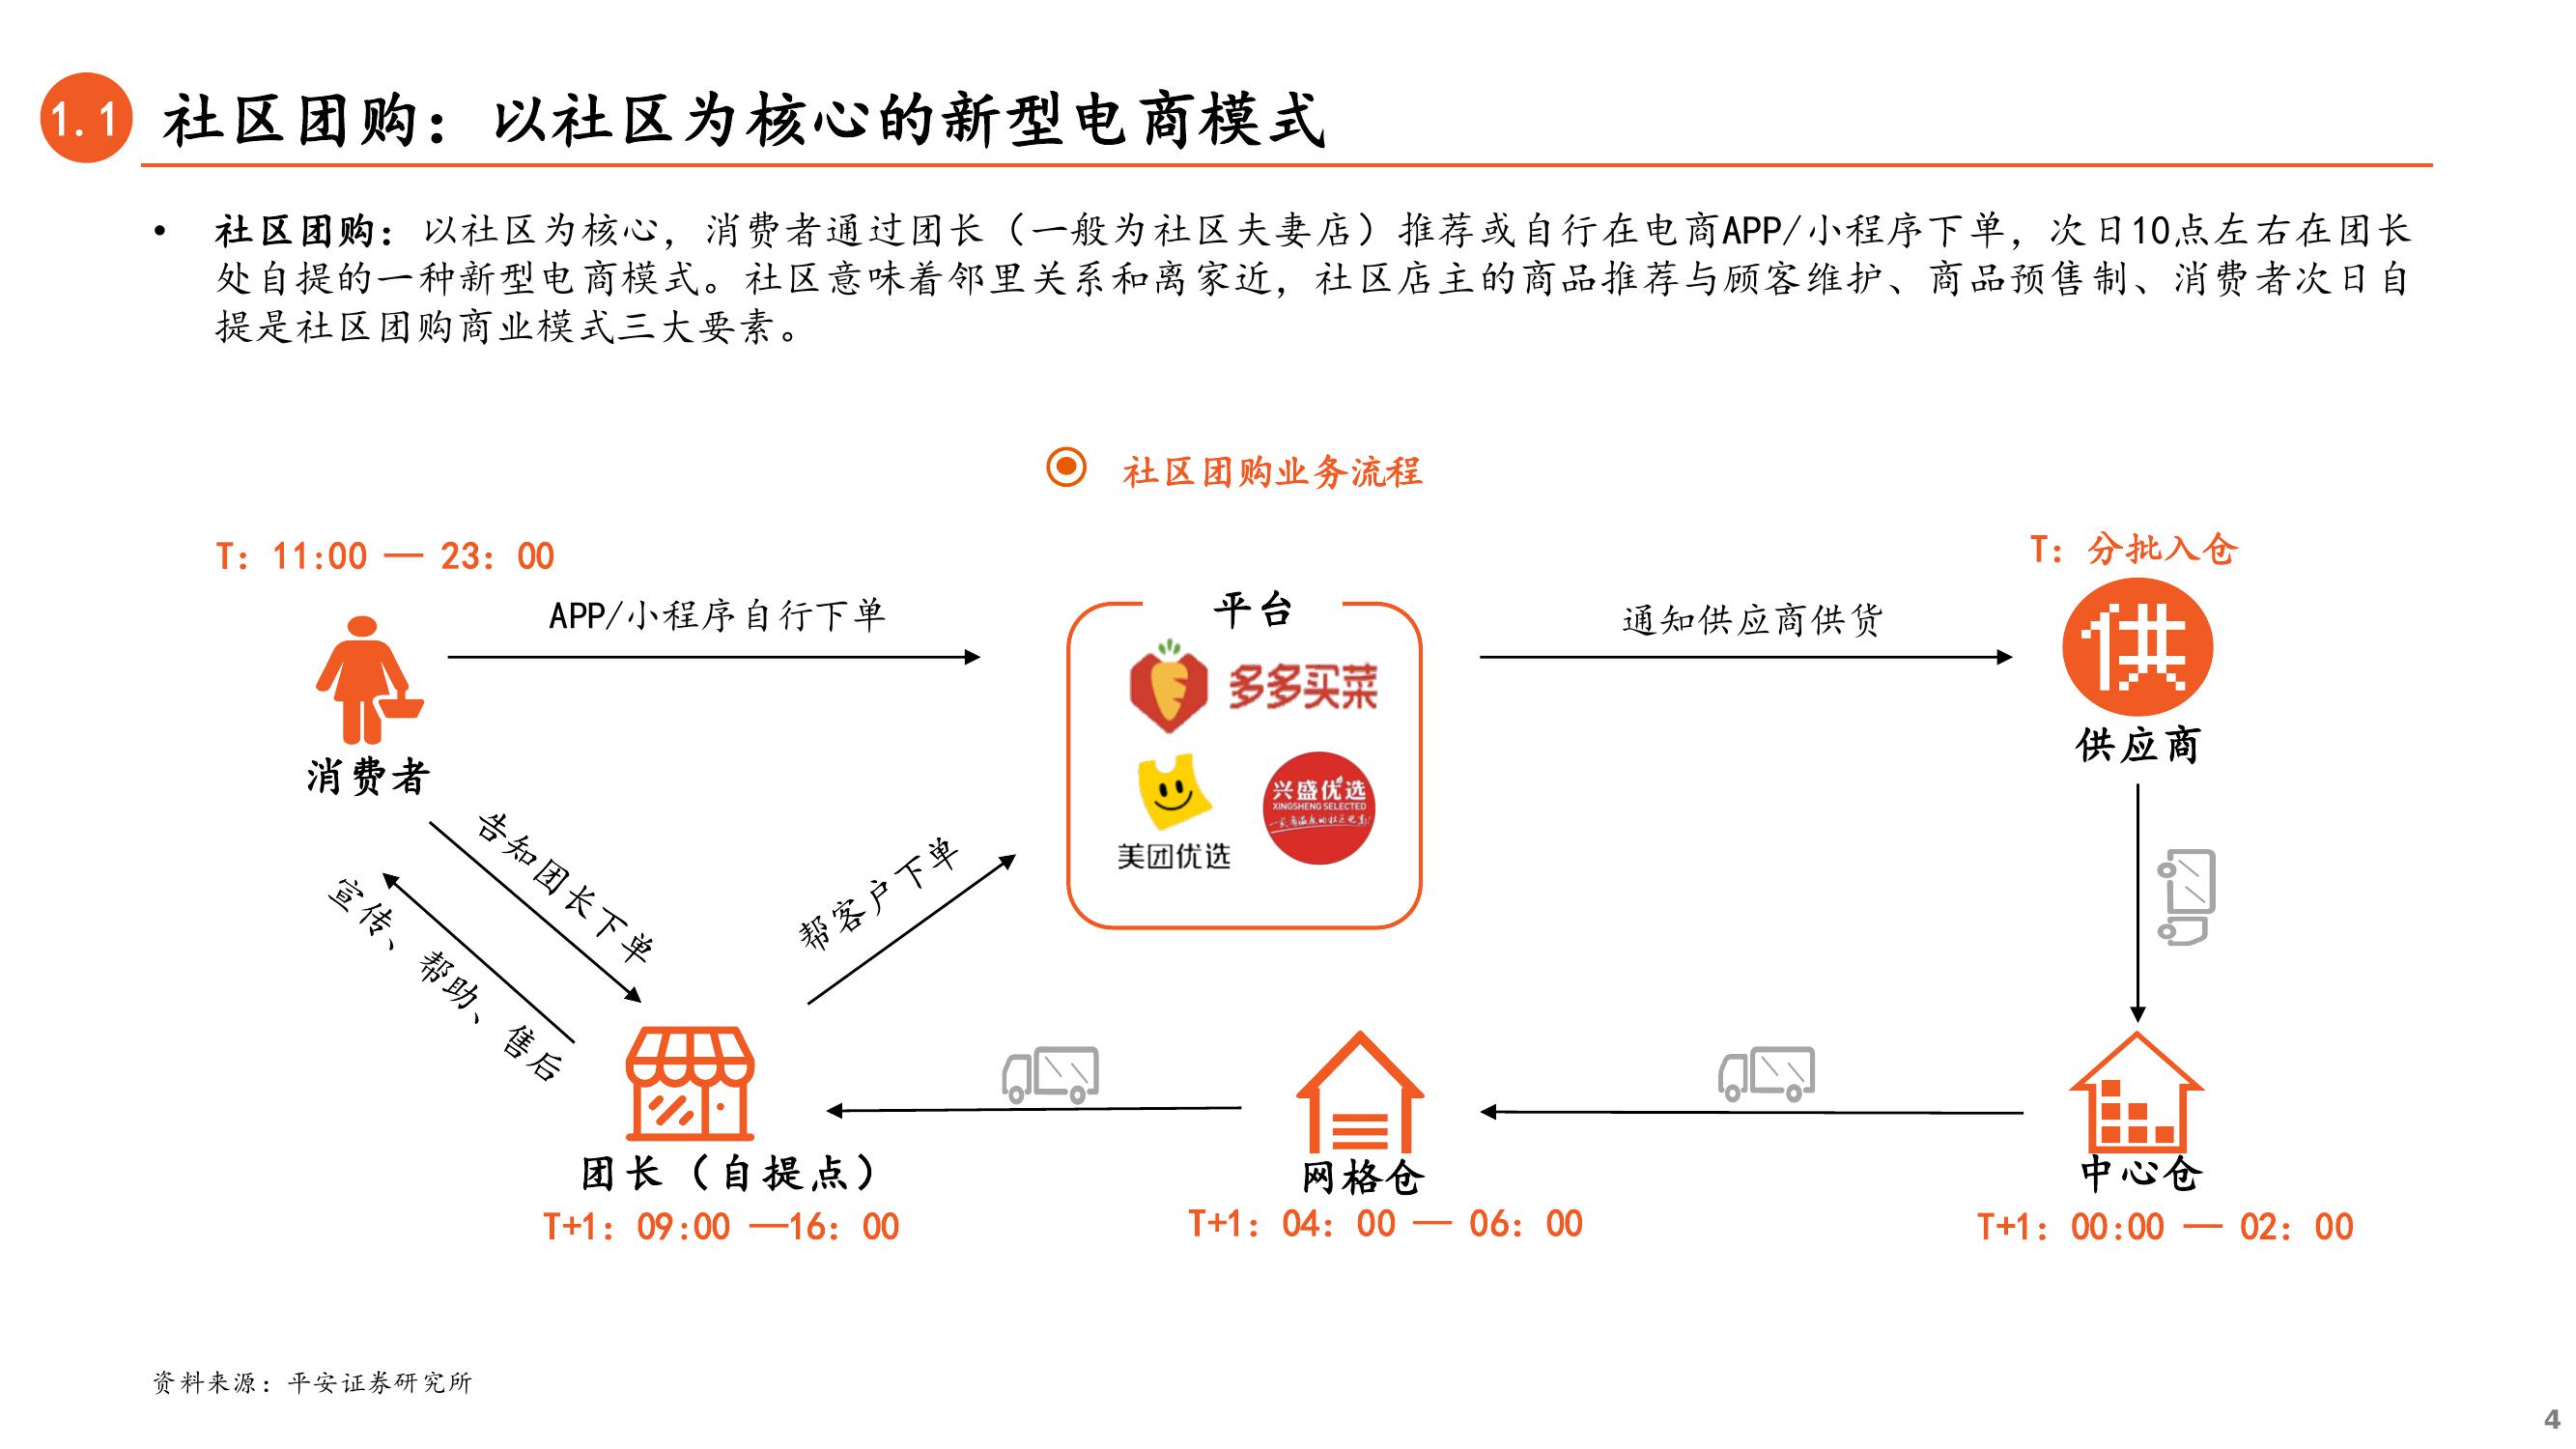 1.1
社区团购：以社区为核心的新型电商模式
• 社区团购：以社区为核心，消费者通过团长（一般为社区夫妻店）推荐或自行在电商APP/小程序下单，次日10点左右在团长
处自提的一种新型电商模式。社区意味着邻里关系和离家近，社区店主的商品推荐与顾客维护、商品预售制、消费者次日自
提是社区团购商业模式三大要素。
社区团购业务流程
T：11:00 — 23：00
T：分批入仓
APP/小程序自行下单
平台
通知供应商供货
供
多多买菜
消费者
供应商
兴盛优选
XINGSHENG SELECTED
一家有温度的社区电商!
美团优选
告知团长下单
宣传、帮助、售后
帮客户下单
团长（自提点）
网格仓
中心仓
T+1：09:00 —16：00
T+1：04：00 — 06：00
T+1：00:00 — 02：00
资料来源：平安证券研究所
4